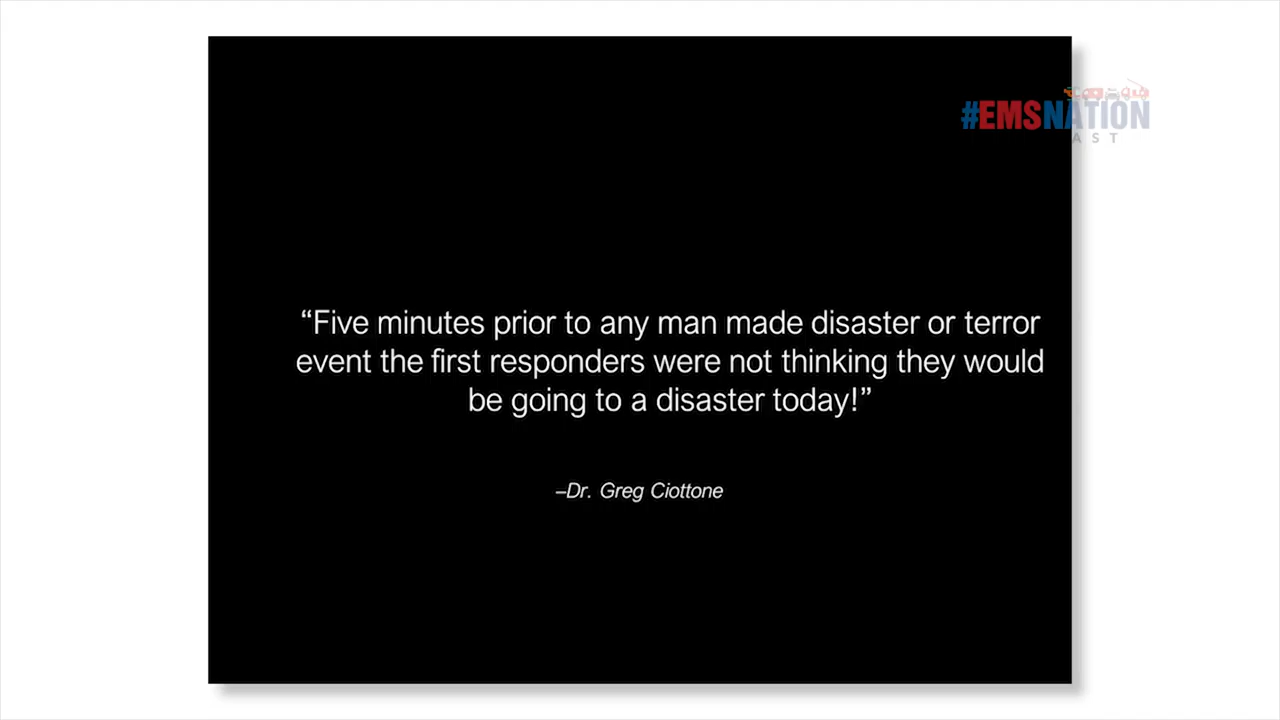 #EMSNATION
AST
“Five minutes prior to any man made disaster or terror
event the first responders were not thinking they would
be going to a disaster today!”
–Dr. Greg Ciottone